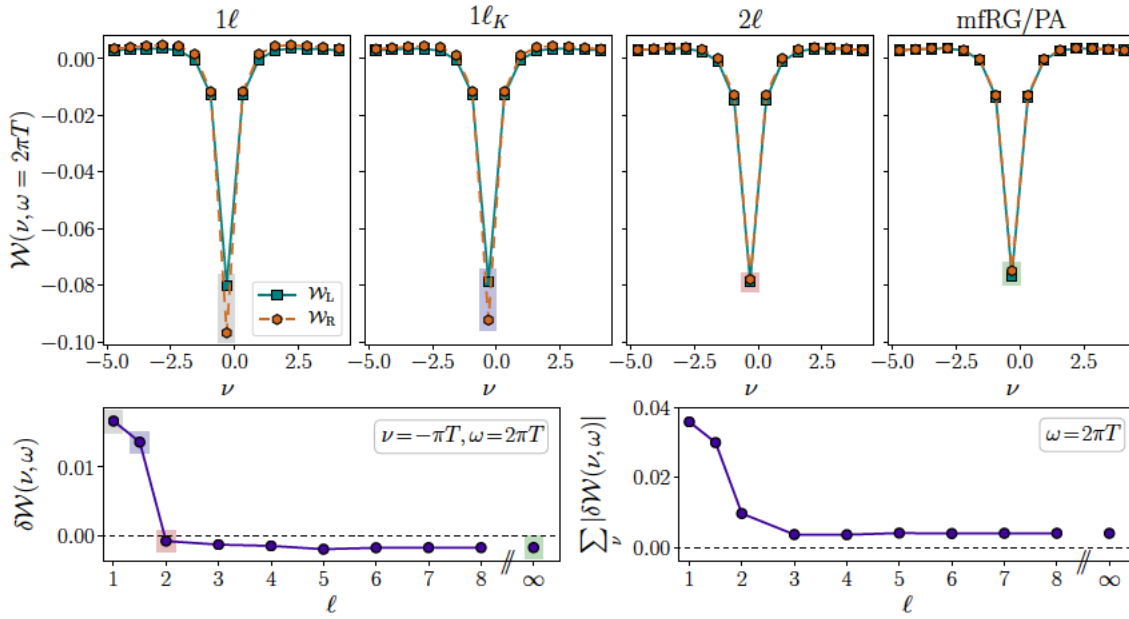 1ℓ 1ℓ_K 2ℓ mfRG/PA
𝒲(ν, ω = 2πT)
0.00
−0.02
−0.04
−0.06
−0.08
−0.10
𝒲_L
𝒲_R
−5.0 −2.5 0.0 2.5
−5.0 −2.5 0.0 2.5
−5.0 −2.5 0.0 2.5
−5.0 −2.5 0.0 2.5
ν ν ν ν
δ𝒲(ν, ω)
0.01
0.00
ν = −πT, ω = 2πT
1 2 3 4 5 6 7 8 // ∞
ℓ
∑_ν |δ𝒲(ν, ω)|
0.04
0.02
0.00
ω = 2πT
1 2 3 4 5 6 7 8 // ∞
ℓ